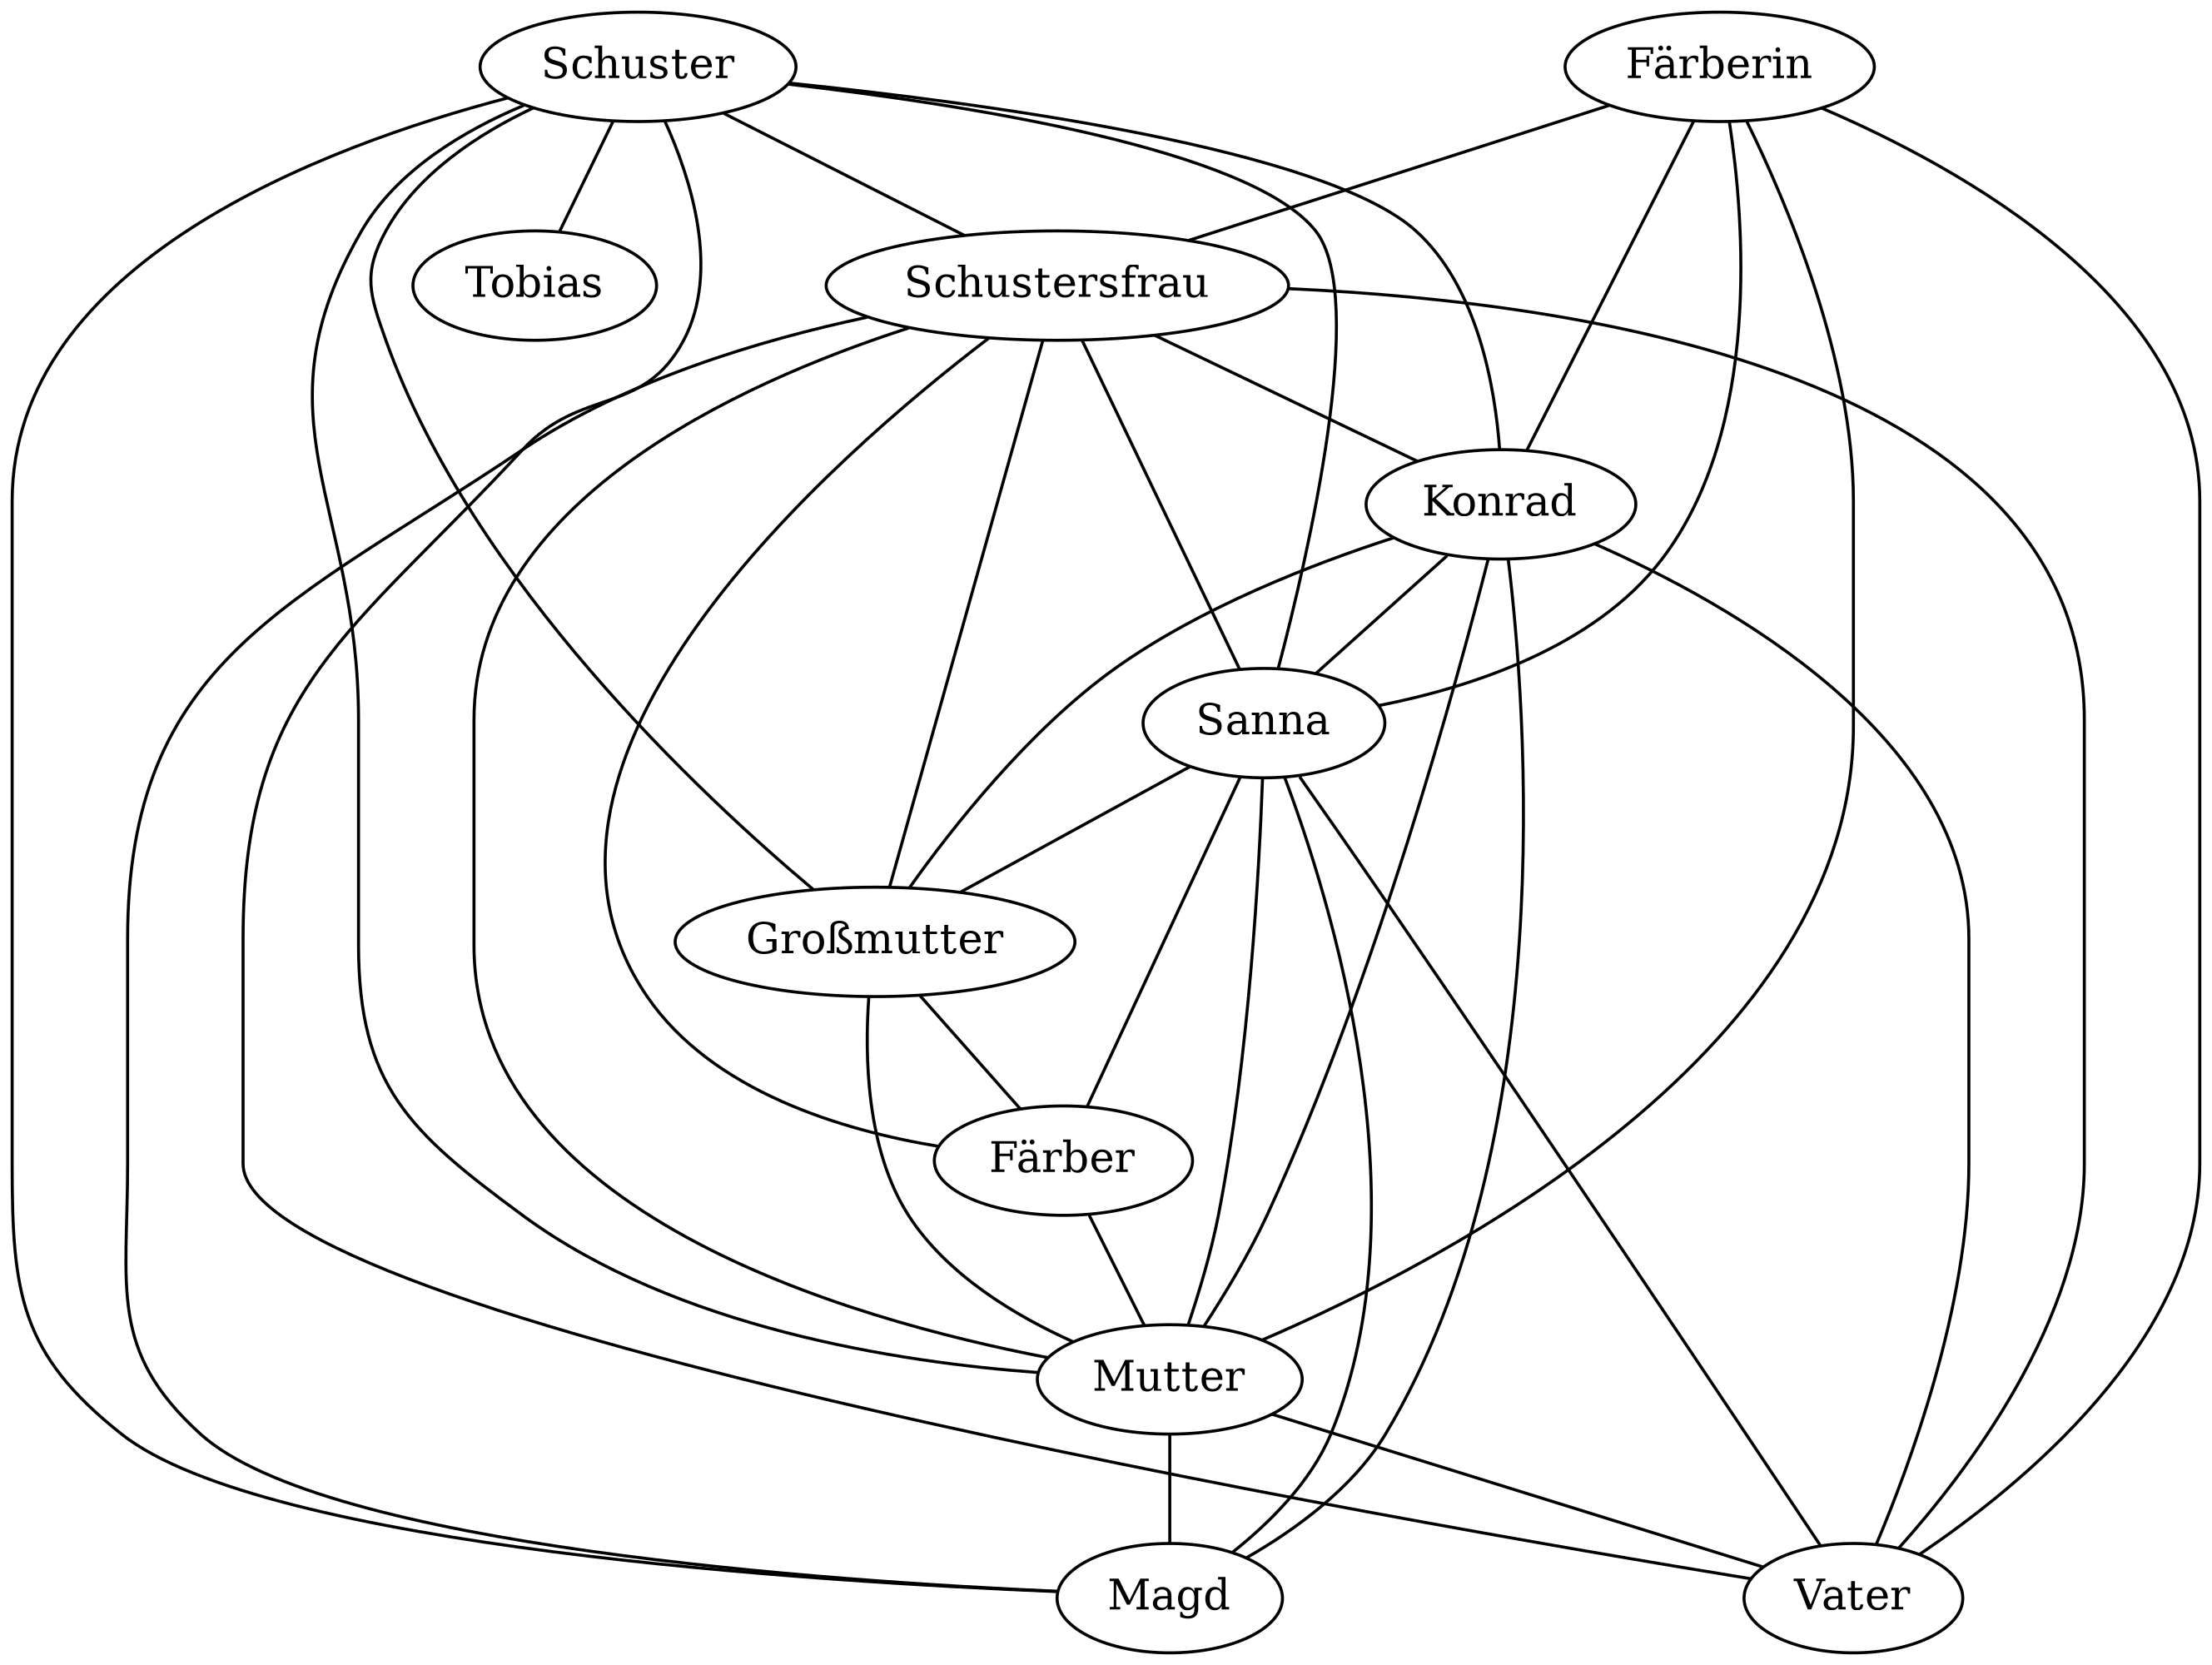 Schuster
Färberin
Tobias
Schustersfrau
Konrad
Sanna
Großmutter
Färber
Mutter
Magd
Vater